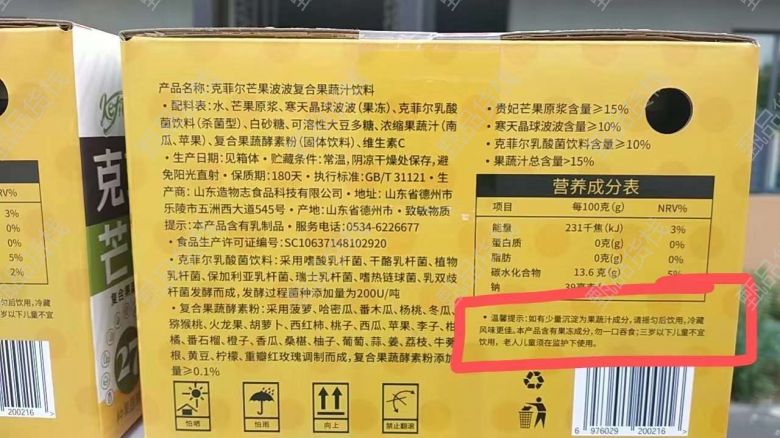 产品名称:克菲尔芒果波波复合果蔬汁饮料
• 配料表:水、芒果原浆、寒天晶球波波(果冻)、克菲尔乳酸
菌饮料(杀菌型)、白砂糖、可溶性大豆多糖、浓缩果蔬汁(南
瓜、苹果)、复合果蔬酵素粉(固体饮料)、维生素C
• 生产日期:见箱体 • 贮藏条件:常温,阴凉干燥处保存,避
免阳光直射 • 保质期:180天 • 执行标准:GB/T 31121 • 生
产商:山东造物志食品科技有限公司 • 地址: 山东省德州市
乐陵市五洲西大道545号 • 产地:山东省德州市 • 致敏物质
提示:本产品含有乳制品 • 服务电话:0534-6226677
• 食品生产许可证编号:SC10637148102920
• 克菲尔乳酸菌饮料:采用嗜酸乳杆菌、干酪乳杆菌、植物
乳杆菌、保加利亚乳杆菌、瑞士乳杆菌、嗜热链球菌、乳双歧
杆菌发酵而成,发酵过程菌种添加量为200U/吨
• 复合果蔬酵素粉:采用菠萝、哈密瓜、番木瓜、杨桃、冬瓜、
猕猴桃、火龙果、胡萝卜、西红柿、桃子、西瓜、苹果、李子、柑
橘、番石榴、橙子、香瓜、桑椹、柚子、葡萄、蒜、姜、荔枝、牛蒡
根、黄豆、柠檬、重瓣红玫瑰调制而成,复合果蔬酵素粉添加
量≥0.1%
怕晒
怕雨
向上
禁止翻滚
• 贵妃芒果原浆含量≥15%
• 寒天晶球波波含量≥10%
• 克菲尔乳酸菌饮料含量≥10%
• 果蔬汁总含量>15%
营养成分表
项目 每100克(g) NRV%
能量 231千焦(kJ) 3%
蛋白质 0克(g) 0%
脂肪 0克(g) 0%
碳水化合物 13.6 克(g) 5%
钠
• 温馨提示:如有少量沉淀为果蔬汁成分,请摇匀后饮用,冷藏
风味更佳。本产品含有果冻成分,勿一口吞食;三岁以下儿童不宜
饮用,老人儿童须在监护下使用。
6 976029 200216 >
NRV%
3%
0%
0%
5%
2%
克
芒
27
200216 >
甄品货栈